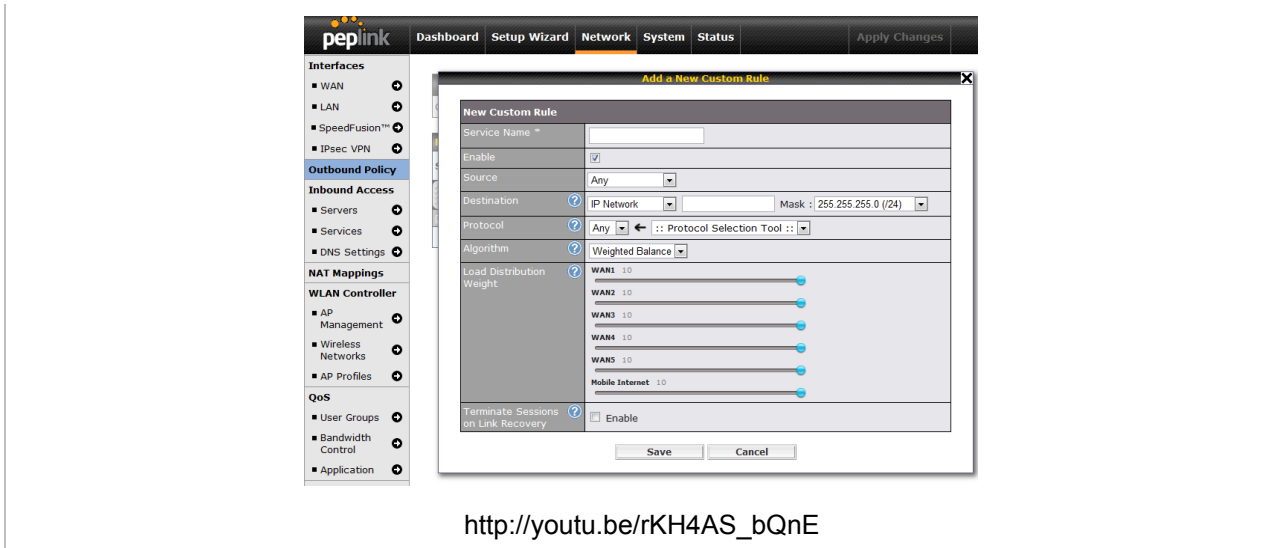 peplink Dashboard Setup Wizard Network System Status Apply Changes
Interfaces
WAN
LAN
SpeedFusion™
IPsec VPN
Outbound Policy
Inbound Access
Servers
Services
DNS Settings
NAT Mappings
WLAN Controller
AP
Management
Wireless
Networks
AP Profiles
QoS
User Groups
Bandwidth
Control
Application
Add a New Custom Rule X
New Custom Rule
Service Name *
Enable
Source Any
Destination ? IP Network Mask : 255.255.255.0 (/24)
Protocol ? Any :: Protocol Selection Tool ::
Algorithm ? Weighted Balance
Load Distribution ?
Weight
WAN1 10
WAN2 10
WAN3 10
WAN4 10
WAN5 10
Mobile Internet 10
Terminate Sessions ?
on Link Recovery
Enable
Save Cancel
http://youtu.be/rKH4AS_bQnE